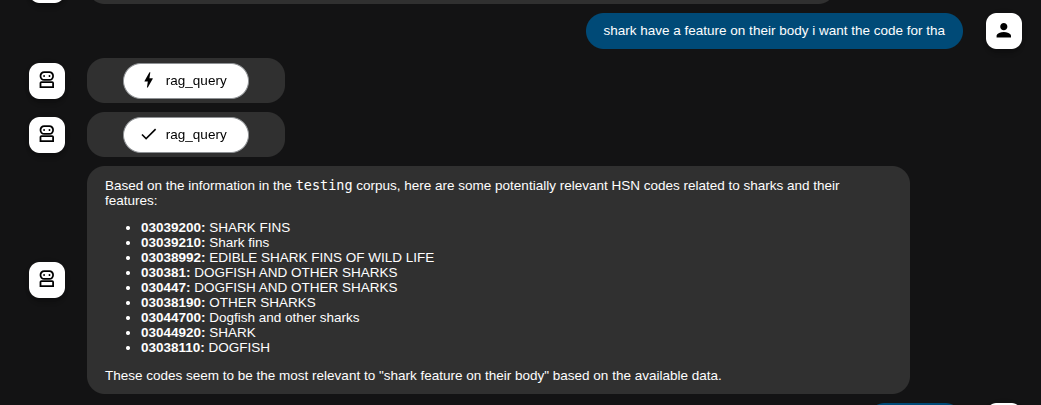 shark have a feature on their body i want the code for tha
rag_query
rag_query
Based on the information in the testing corpus, here are some potentially relevant HSN codes related to sharks and their
features:
• 03039200: SHARK FINS
• 03039210: Shark fins
• 03038992: EDIBLE SHARK FINS OF WILD LIFE
• 030381: DOGFISH AND OTHER SHARKS
• 030447: DOGFISH AND OTHER SHARKS
• 03038190: OTHER SHARKS
• 03044700: Dogfish and other sharks
• 03044920: SHARK
• 03038110: DOGFISH
These codes seem to be the most relevant to "shark feature on their body" based on the available data.